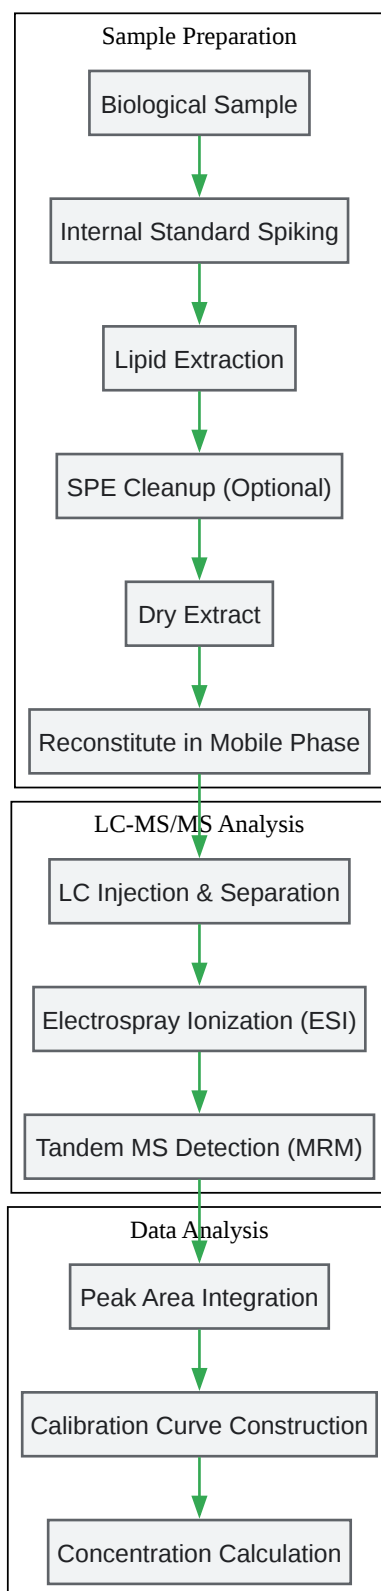 Sample Preparation
Biological Sample
Internal Standard Spiking
Lipid Extraction
SPE Cleanup (Optional)
Dry Extract
Reconstitute in Mobile Phase
LC-MS/MS Analysis
LC Injection & Separation
Electrospray Ionization (ESI)
Tandem MS Detection (MRM)
Data Analysis
Peak Area Integration
Calibration Curve Construction
Concentration Calculation